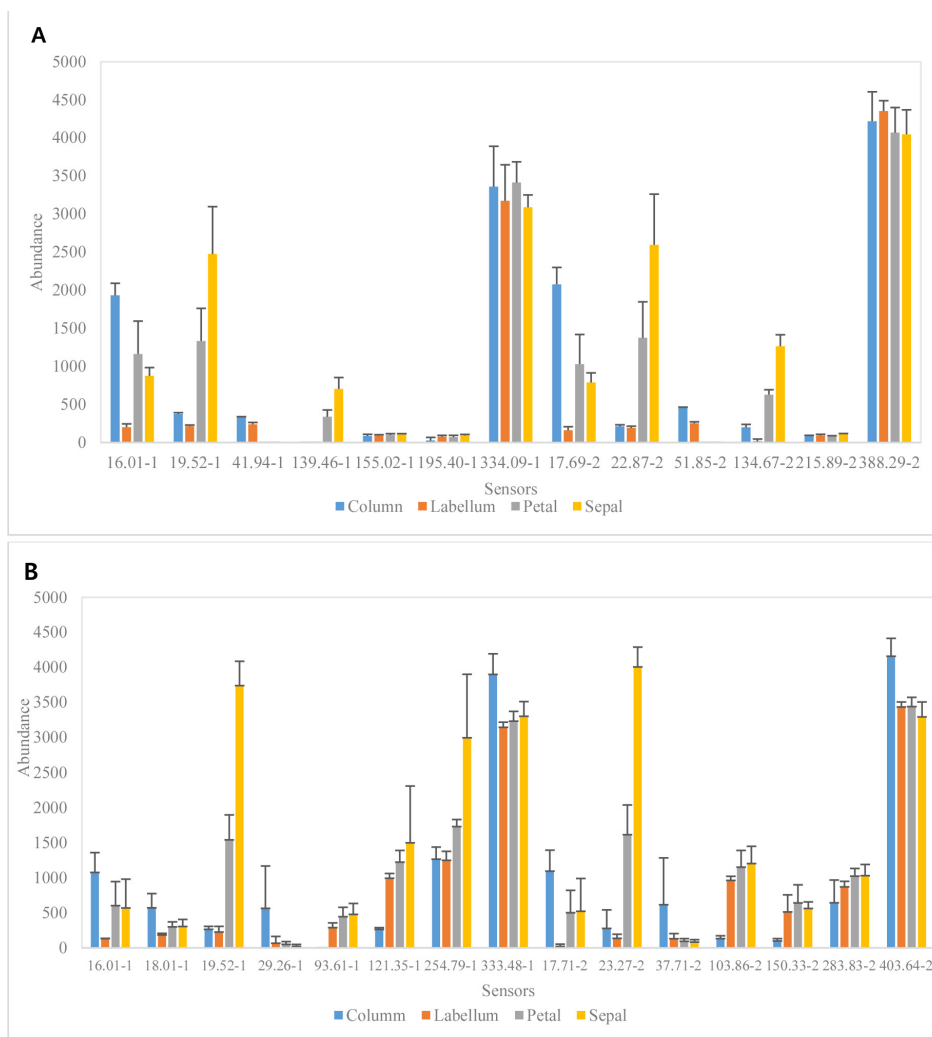 A
5000
4500
4000
3500
3000
2500
2000
1500
1000
500
0
Abundance
16.01-1 19.52-1 41.94-1 139.46-1 155.02-1 195.40-1 334.09-1 17.69-2 22.87-2 51.85-2 134.67-2 215.89-2 388.29-2
Sensors
Column Labellum Petal Sepal
B
5000
4500
4000
3500
3000
2500
2000
1500
1000
500
0
Abundance
16.01-1 18.01-1 19.52-1 29.26-1 93.61-1 121.35-1 254.79-1 333.48-1 17.71-2 23.27-2 37.71-2 103.86-2 150.33-2 283.83-2 403.64-2
Sensors
Column Labellum Petal Sepal